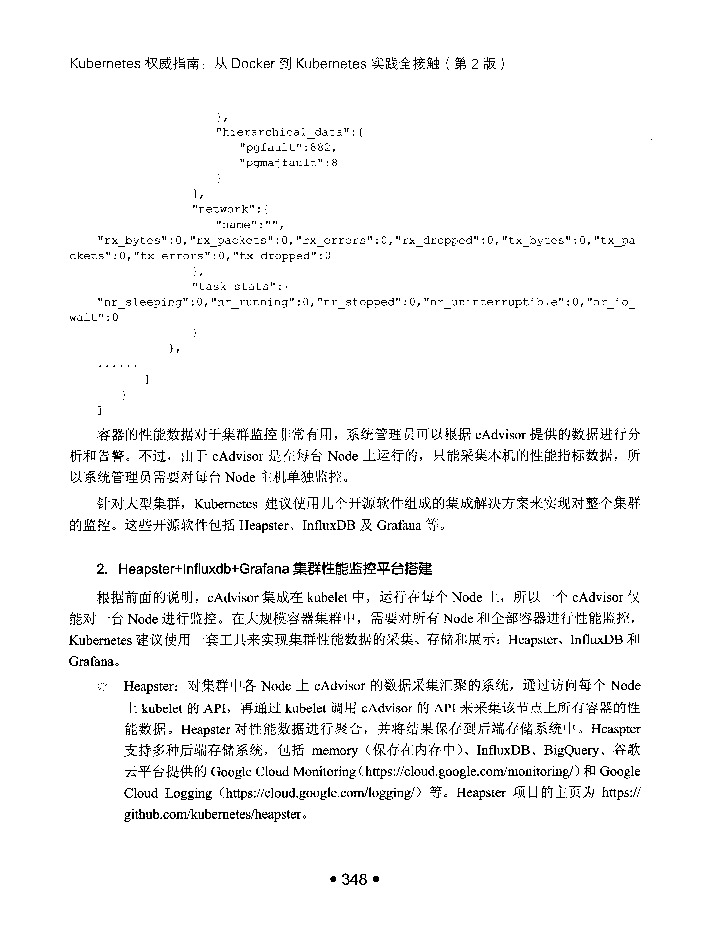 Kubernetes 权威指南：从 Docker 到 Kubernetes 实践全接触（第 2 版）
},
"hierarchical_data":{
"pgfault":882,
"pgmajfault":8
}
},
"network":{
"name":"",
"rx_bytes":0,"rx_packets":0,"rx_errors":0,"rx_dropped":0,"tx_bytes":0,"tx_pa
ckets":0,"tx_errors":0,"tx_dropped":0
},
"task_stats":{
"nr_sleeping":0,"nr_running":0,"nr_stopped":0,"nr_uninterruptible":0,"nr_io_
wait":0
}
},
......
]
}
]
容器的性能数据对于集群监控非常有用，系统管理员可以根据 cAdvisor 提供的数据进行分
析和告警。不过，由于 cAdvisor 是在每台 Node 上运行的，只能采集本机的性能指标数据，所
以系统管理员需要对每台 Node 主机单独监控。
针对大型集群，Kubernetes 建议使用几个开源软件组成的集成解决方案来实现对整个集群
的监控。这些开源软件包括 Heapster、InfluxDB 及 Grafana 等。
2. Heapster+Influxdb+Grafana 集群性能监控平台搭建
根据前面的说明，cAdvisor 集成在 kubelet 中，运行在每个 Node 上，所以一个 cAdvisor 仅
能对一台 Node 进行监控。在大规模容器集群中，需要对所有 Node 和全部容器进行性能监控，
Kubernetes 建议使用一套工具来实现集群性能数据的采集、存储和展示：Heapster、InfluxDB 和
Grafana。
☆ Heapster：对集群中各 Node 上 cAdvisor 的数据采集汇聚的系统，通过访问每个 Node
上 kubelet 的 API，再通过 kubelet 调用 cAdvisor 的 API 来采集该节点上所有容器的性
能数据。Heapster 对性能数据进行聚合，并将结果保存到后端存储系统中。Heaspter
支持多种后端存储系统，包括 memory（保存在内存中）、InfluxDB、BigQuery、谷歌
云平台提供的 Google Cloud Monitoring（https://cloud.google.com/monitoring/）和 Google
Cloud Logging（https://cloud.google.com/logging/）等。Heapster 项目的主页为 https://
github.com/kubernetes/heapster。
• 348 •